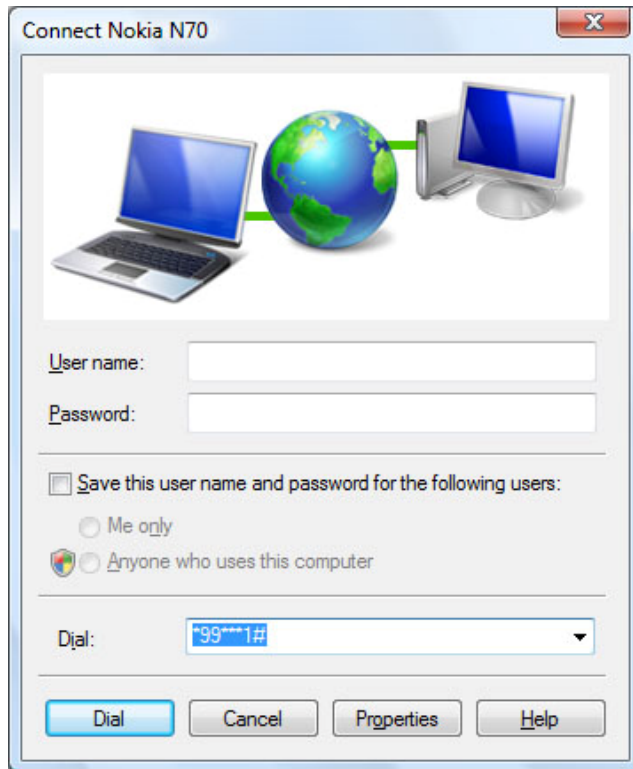 Connect Nokia N70
User name:
Password:
Save this user name and password for the following users:
Me only
Anyone who uses this computer
Dial: *99***1#
Dial Cancel Properties Help